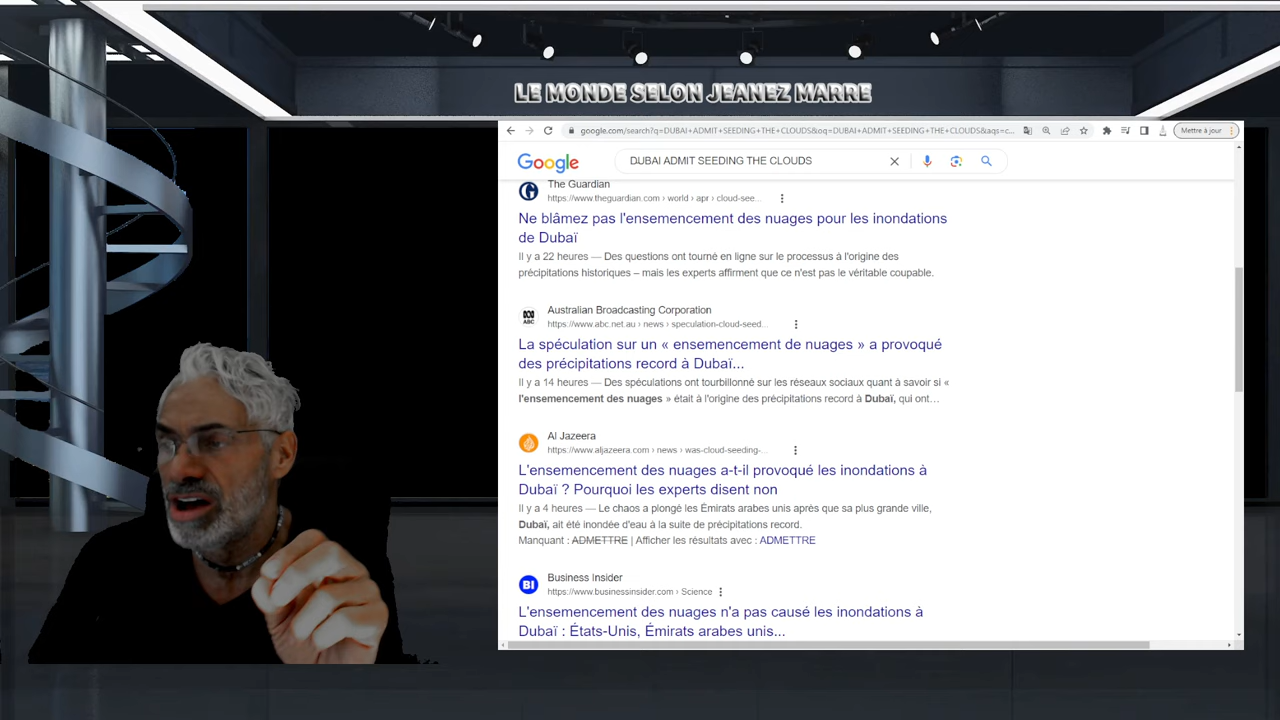 LE MONDE SELON JEANEZ MARRE
google.com/search?q=DUBAI+ADMIT+SEEDING+THE+CLOUDS&oq=DUBAI+ADMIT+SEEDING+THE+CLOUDS&aqs=c...
Mettre à jour
Google
DUBAI ADMIT SEEDING THE CLOUDS
The Guardian
https://www.theguardian.com › world › apr › cloud-see...
Ne blâmez pas l'ensemencement des nuages pour les inondations
de Dubaï
Il y a 22 heures — Des questions ont tourné en ligne sur le processus à l'origine des
précipitations historiques – mais les experts affirment que ce n'est pas le véritable coupable.
ABC
Australian Broadcasting Corporation
https://www.abc.net.au › news › speculation-cloud-seed...
La spéculation sur un « ensemencement de nuages » a provoqué
des précipitations record à Dubaï...
Il y a 14 heures — Des spéculations ont tourbillonné sur les réseaux sociaux quant à savoir si «
l'ensemencement des nuages » était à l'origine des précipitations record à Dubaï, qui ont...
Al Jazeera
https://www.aljazeera.com › news › was-cloud-seeding-...
L'ensemencement des nuages a-t-il provoqué les inondations à
Dubaï ? Pourquoi les experts disent non
Il y a 4 heures — Le chaos a plongé les Émirats arabes unis après que sa plus grande ville,
Dubaï, ait été inondée d'eau à la suite de précipitations record.
Manquant : ADMETTRE | Afficher les résultats avec : ADMETTRE
BI
Business Insider
https://www.businessinsider.com › Science
L'ensemencement des nuages n'a pas causé les inondations à
Dubaï : États-Unis, Émirats arabes unis...